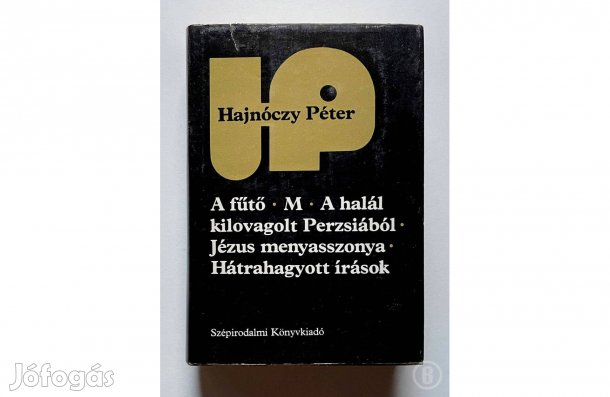 HP
Hajnóczy Péter
A fűtő · M · A halál
kilovagolt Perzsiából ·
Jézus menyasszonya ·
Hátrahagyott írások
Szépirodalmi Könyvkiadó
Jófogás